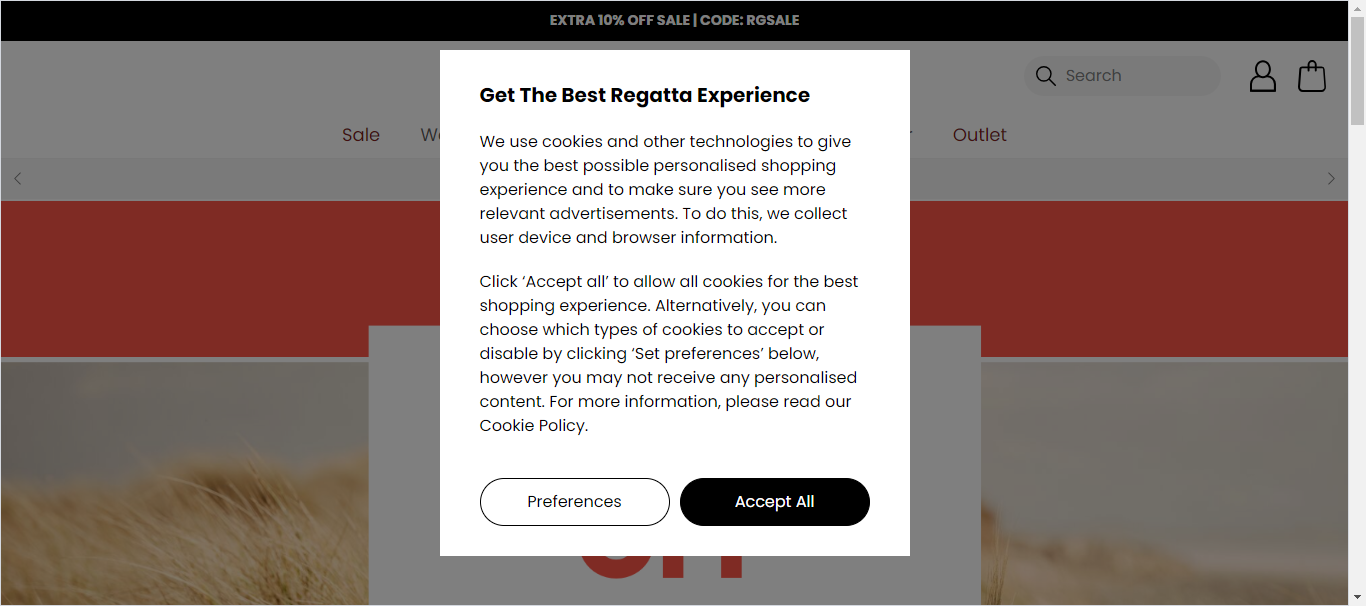 EXTRA 10% OFF SALE | CODE: RGSALE
Search
Sale
Outlet
Get The Best Regatta Experience
We use cookies and other technologies to give
you the best possible personalised shopping
experience and to make sure you see more
relevant advertisements. To do this, we collect
user device and browser information.
Click ‘Accept all’ to allow all cookies for the best
shopping experience. Alternatively, you can
choose which types of cookies to accept or
disable by clicking ‘Set preferences’ below,
however you may not receive any personalised
content. For more information, please read our
Cookie Policy.
Preferences
Accept All